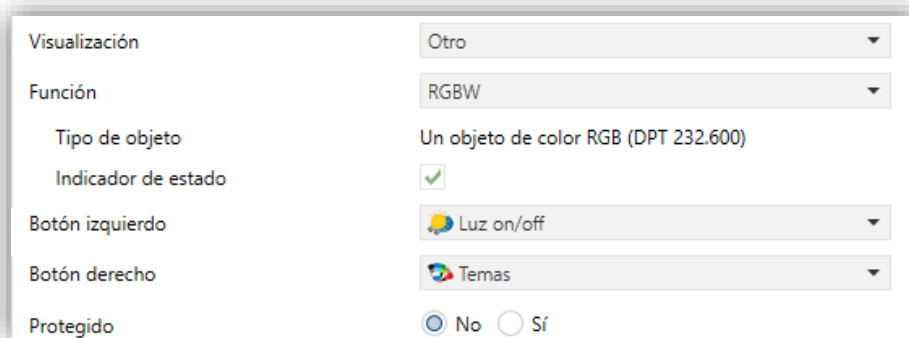 Visualización Otro
Función RGBW
Tipo de objeto Un objeto de color RGB (DPT 232.600)
Indicador de estado
Botón izquierdo Luz on/off
Botón derecho Temas
Protegido No Sí